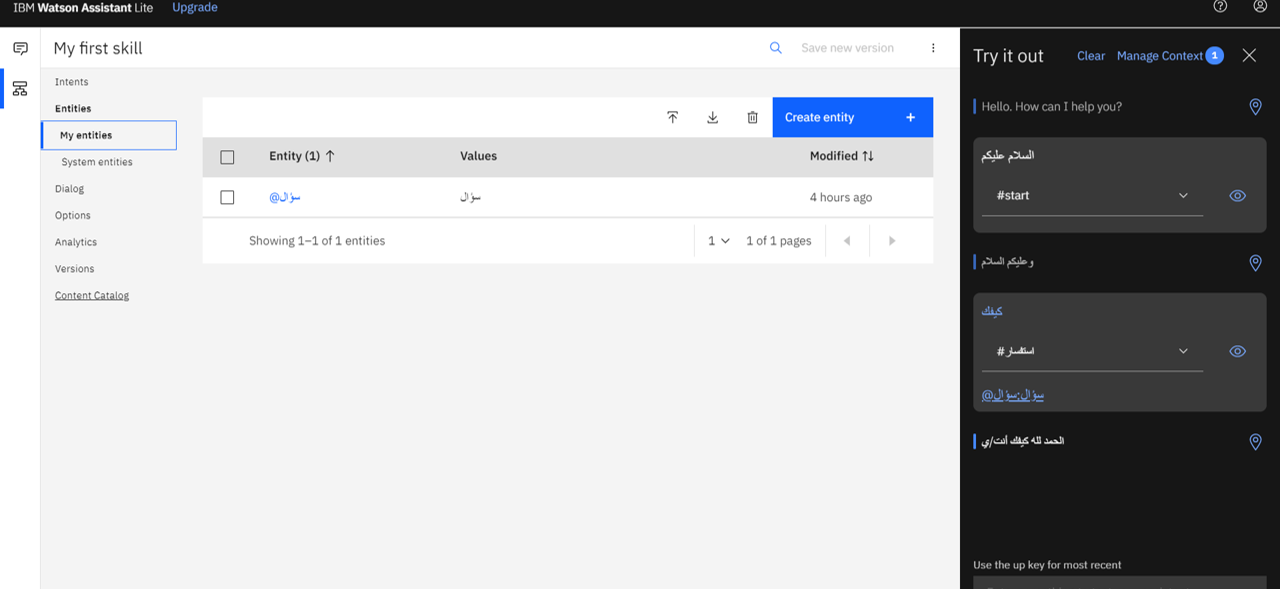 IBM Watson Assistant Lite Upgrade
My first skill
Save new version
Intents
Entities
My entities
System entities
Dialog
Options
Analytics
Versions
Content Catalog
Create entity +
Entity (1) Values Modified
@سؤال سؤال 4 hours ago
Showing 1–1 of 1 entities 1 1 of 1 pages
Try it out Clear Manage Context 1
Hello. How can I help you?
السلام عليكم
#start
وعليكم السلام
كيفك
#استفسار
@سؤال:سؤال
الحمد لله كيفك أنت/ي
Use the up key for most recent